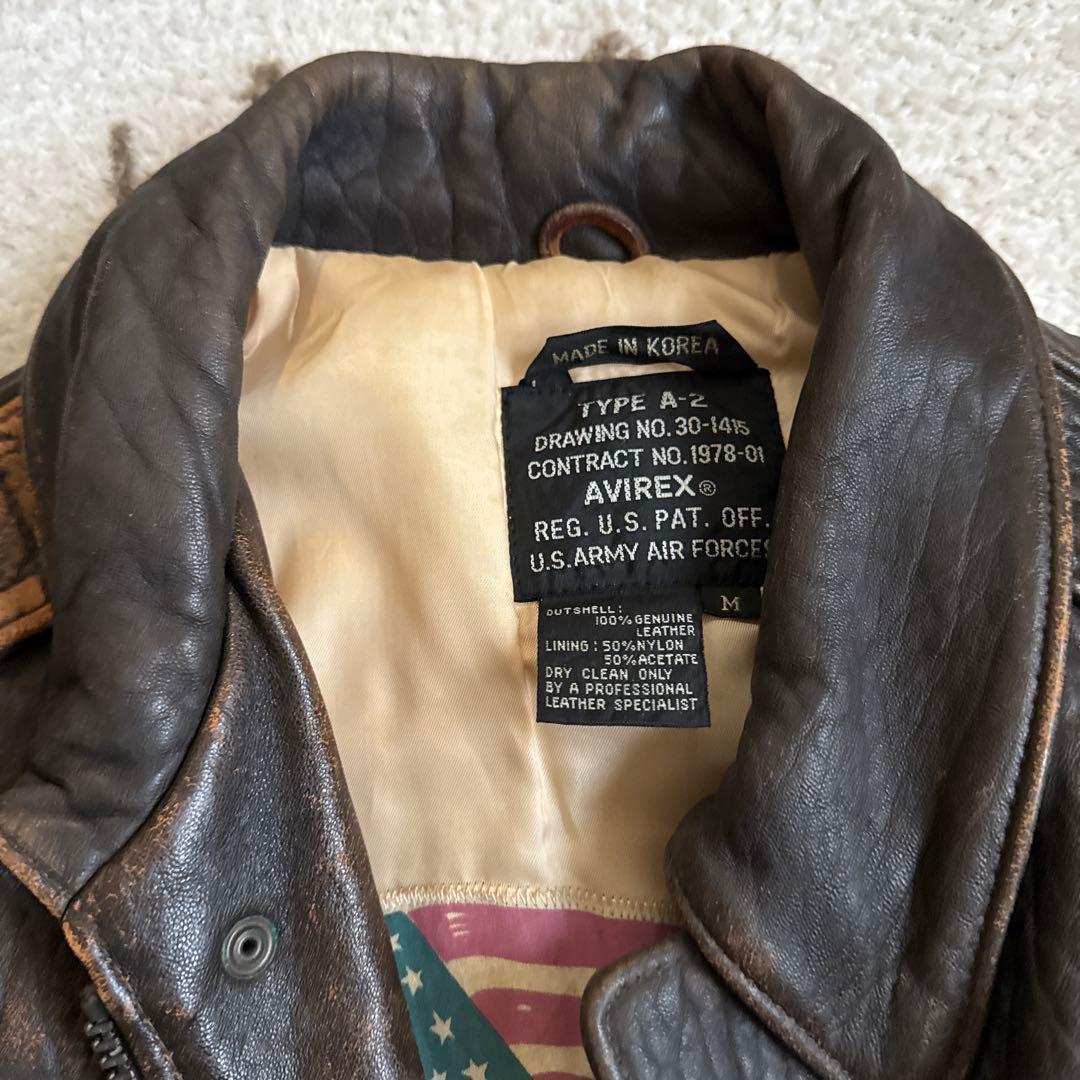 MADE IN KOREA
TYPE A-2
DRAWING NO. 30-1415
CONTRACT NO. 1978-01
AVIREX®
REG. U.S. PAT. OFF.
U.S. ARMY AIR FORCES
M
OUTSHELL:
100% GENUINE
LEATHER
LINING: 50% NYLON
50% ACETATE
DRY CLEAN ONLY
BY A PROFESSIONAL
LEATHER SPECIALIST